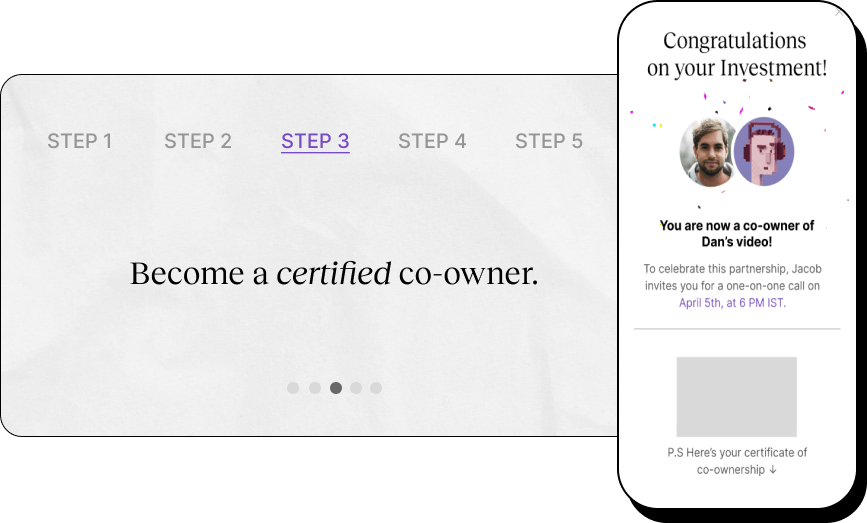 STEP 1 STEP 2 STEP 3 STEP 4 STEP 5
Become a certified co-owner.
Congratulations
on your Investment!
You are now a co-owner of
Dan's video!
To celebrate this partnership, Jacob
invites you for a one-on-one call on
April 5th, at 6 PM IST.
P.S Here's your certificate of
co-ownership ↓